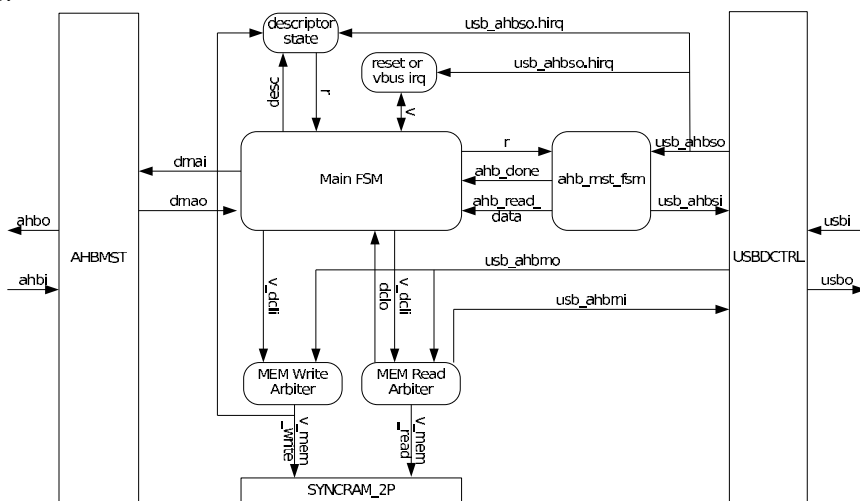 descriptor
state
usb_ahbso.hirq
reset or
vbus irq
usb_ahbso.hirq
desc
r
v
Main FSM
r
ahb_done
ahb_read_
data
ahb_mst_fsm
usb_ahbso
usb_ahbsi
dmai
dmao
ahbo
AHBMST
ahbi
usbi
USBDCTRL
usbo
usb_ahbmo
v_dcli
dclo
v_dcli
usb_ahbmi
MEM Write
Arbiter
MEM Read
Arbiter
v_mem
_write
v_mem
_read
SYNCRAM_2P